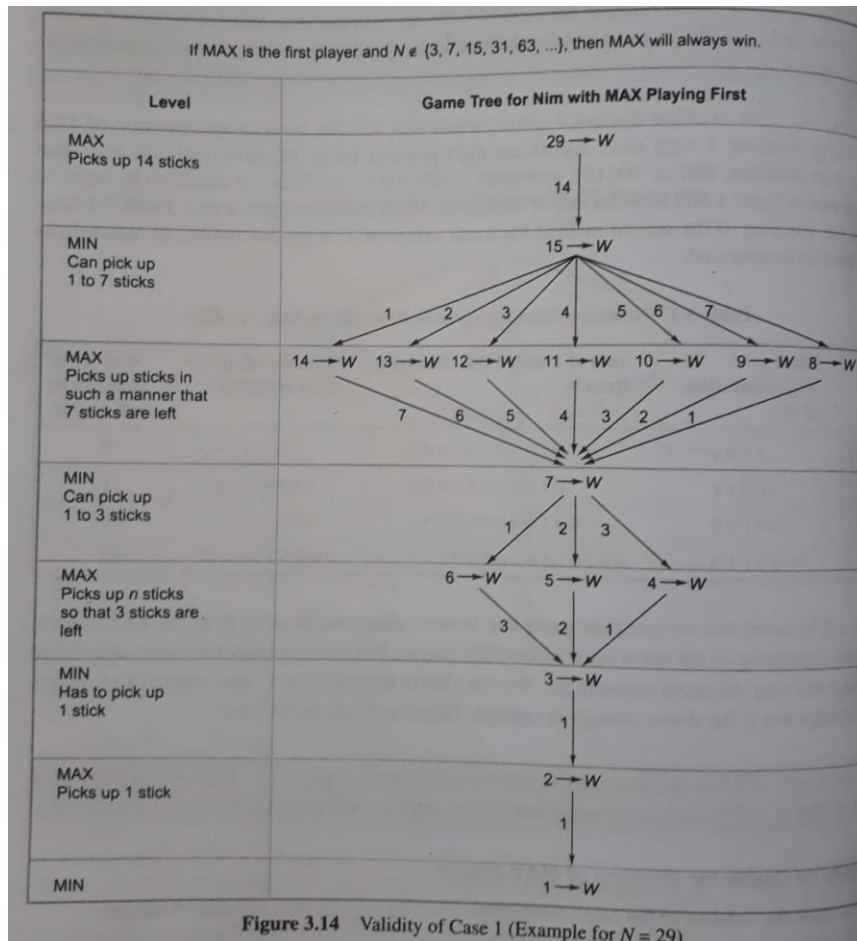 If MAX is the first player and N ∉ {3, 7, 15, 31, 63, ...}, then MAX will always win.
Level
Game Tree for Nim with MAX Playing First
MAX
Picks up 14 sticks
29 → W
14
MIN
Can pick up
1 to 7 sticks
15 → W
1 2 3 4 5 6 7
MAX
Picks up sticks in
such a manner that
7 sticks are left
14 → W 13 → W 12 → W 11 → W 10 → W 9 → W 8 → W
7 6 5 4 3 2 1
MIN
Can pick up
1 to 3 sticks
7 → W
1 2 3
MAX
Picks up n sticks
so that 3 sticks are
left
6 → W 5 → W 4 → W
3 2 1
MIN
Has to pick up
1 stick
3 → W
1
MAX
Picks up 1 stick
2 → W
1
MIN
1 → W
Figure 3.14 Validity of Case 1 (Example for N = 29)